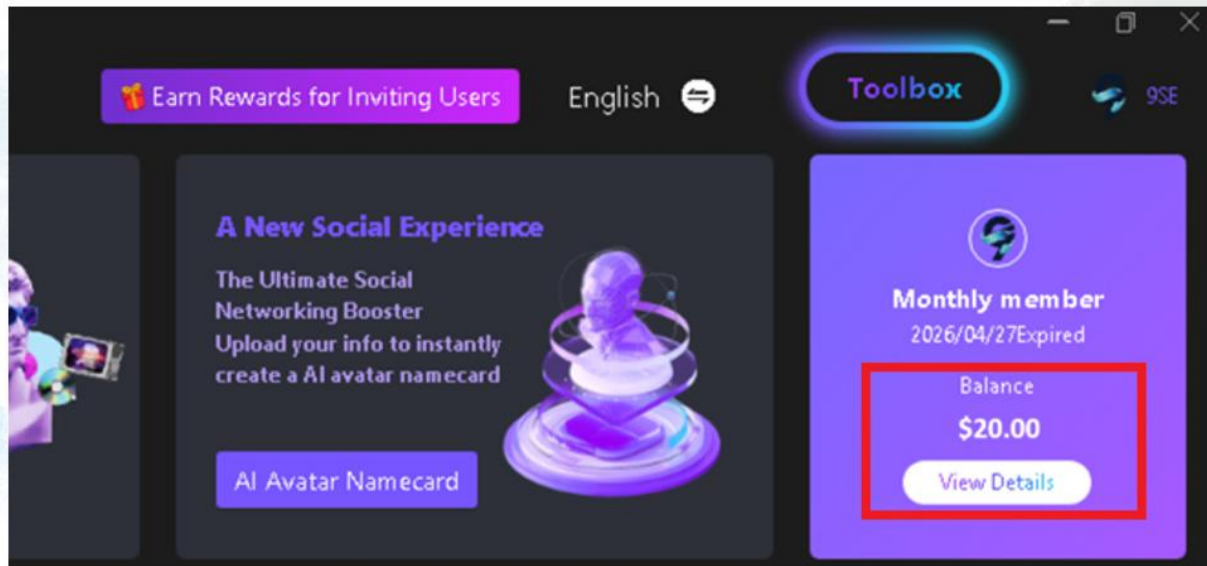 Earn Rewards for Inviting Users
English
Toolbox
9SE
A New Social Experience
The Ultimate Social
Networking Booster
Upload your info to instantly
create a AI avatar namecard
AI Avatar Namecard
Monthly member
2026/04/27Expired
Balance
$20.00
View Details